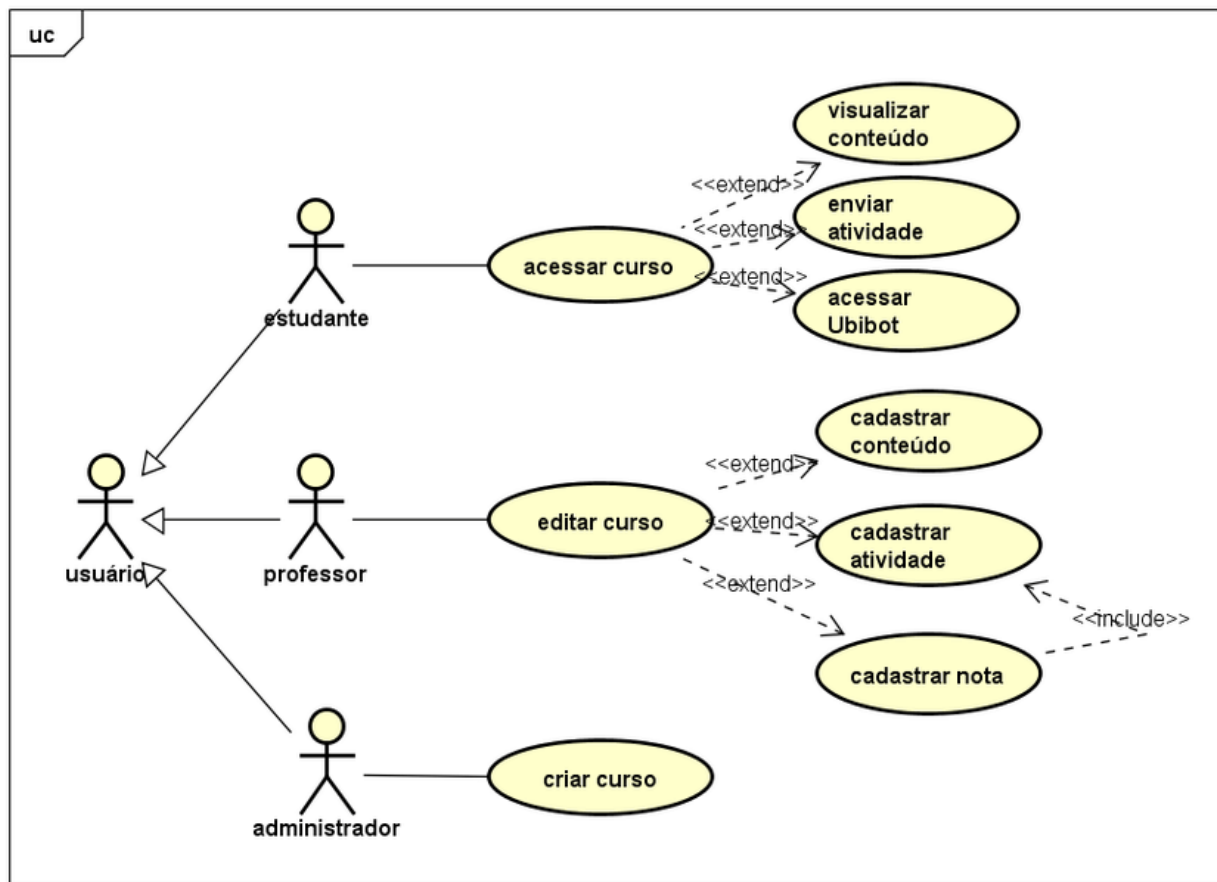 uc
visualizar
conteúdo
<<extend>>
enviar
atividade
<<extend>>
acessar curso
<<extend>>
acessar
Ubibot
estudante
cadastrar
conteúdo
<<extend>>
editar curso
<<extend>>
cadastrar
atividade
usuário
professor
<<extend>>
<<include>>
cadastrar nota
criar curso
administrador